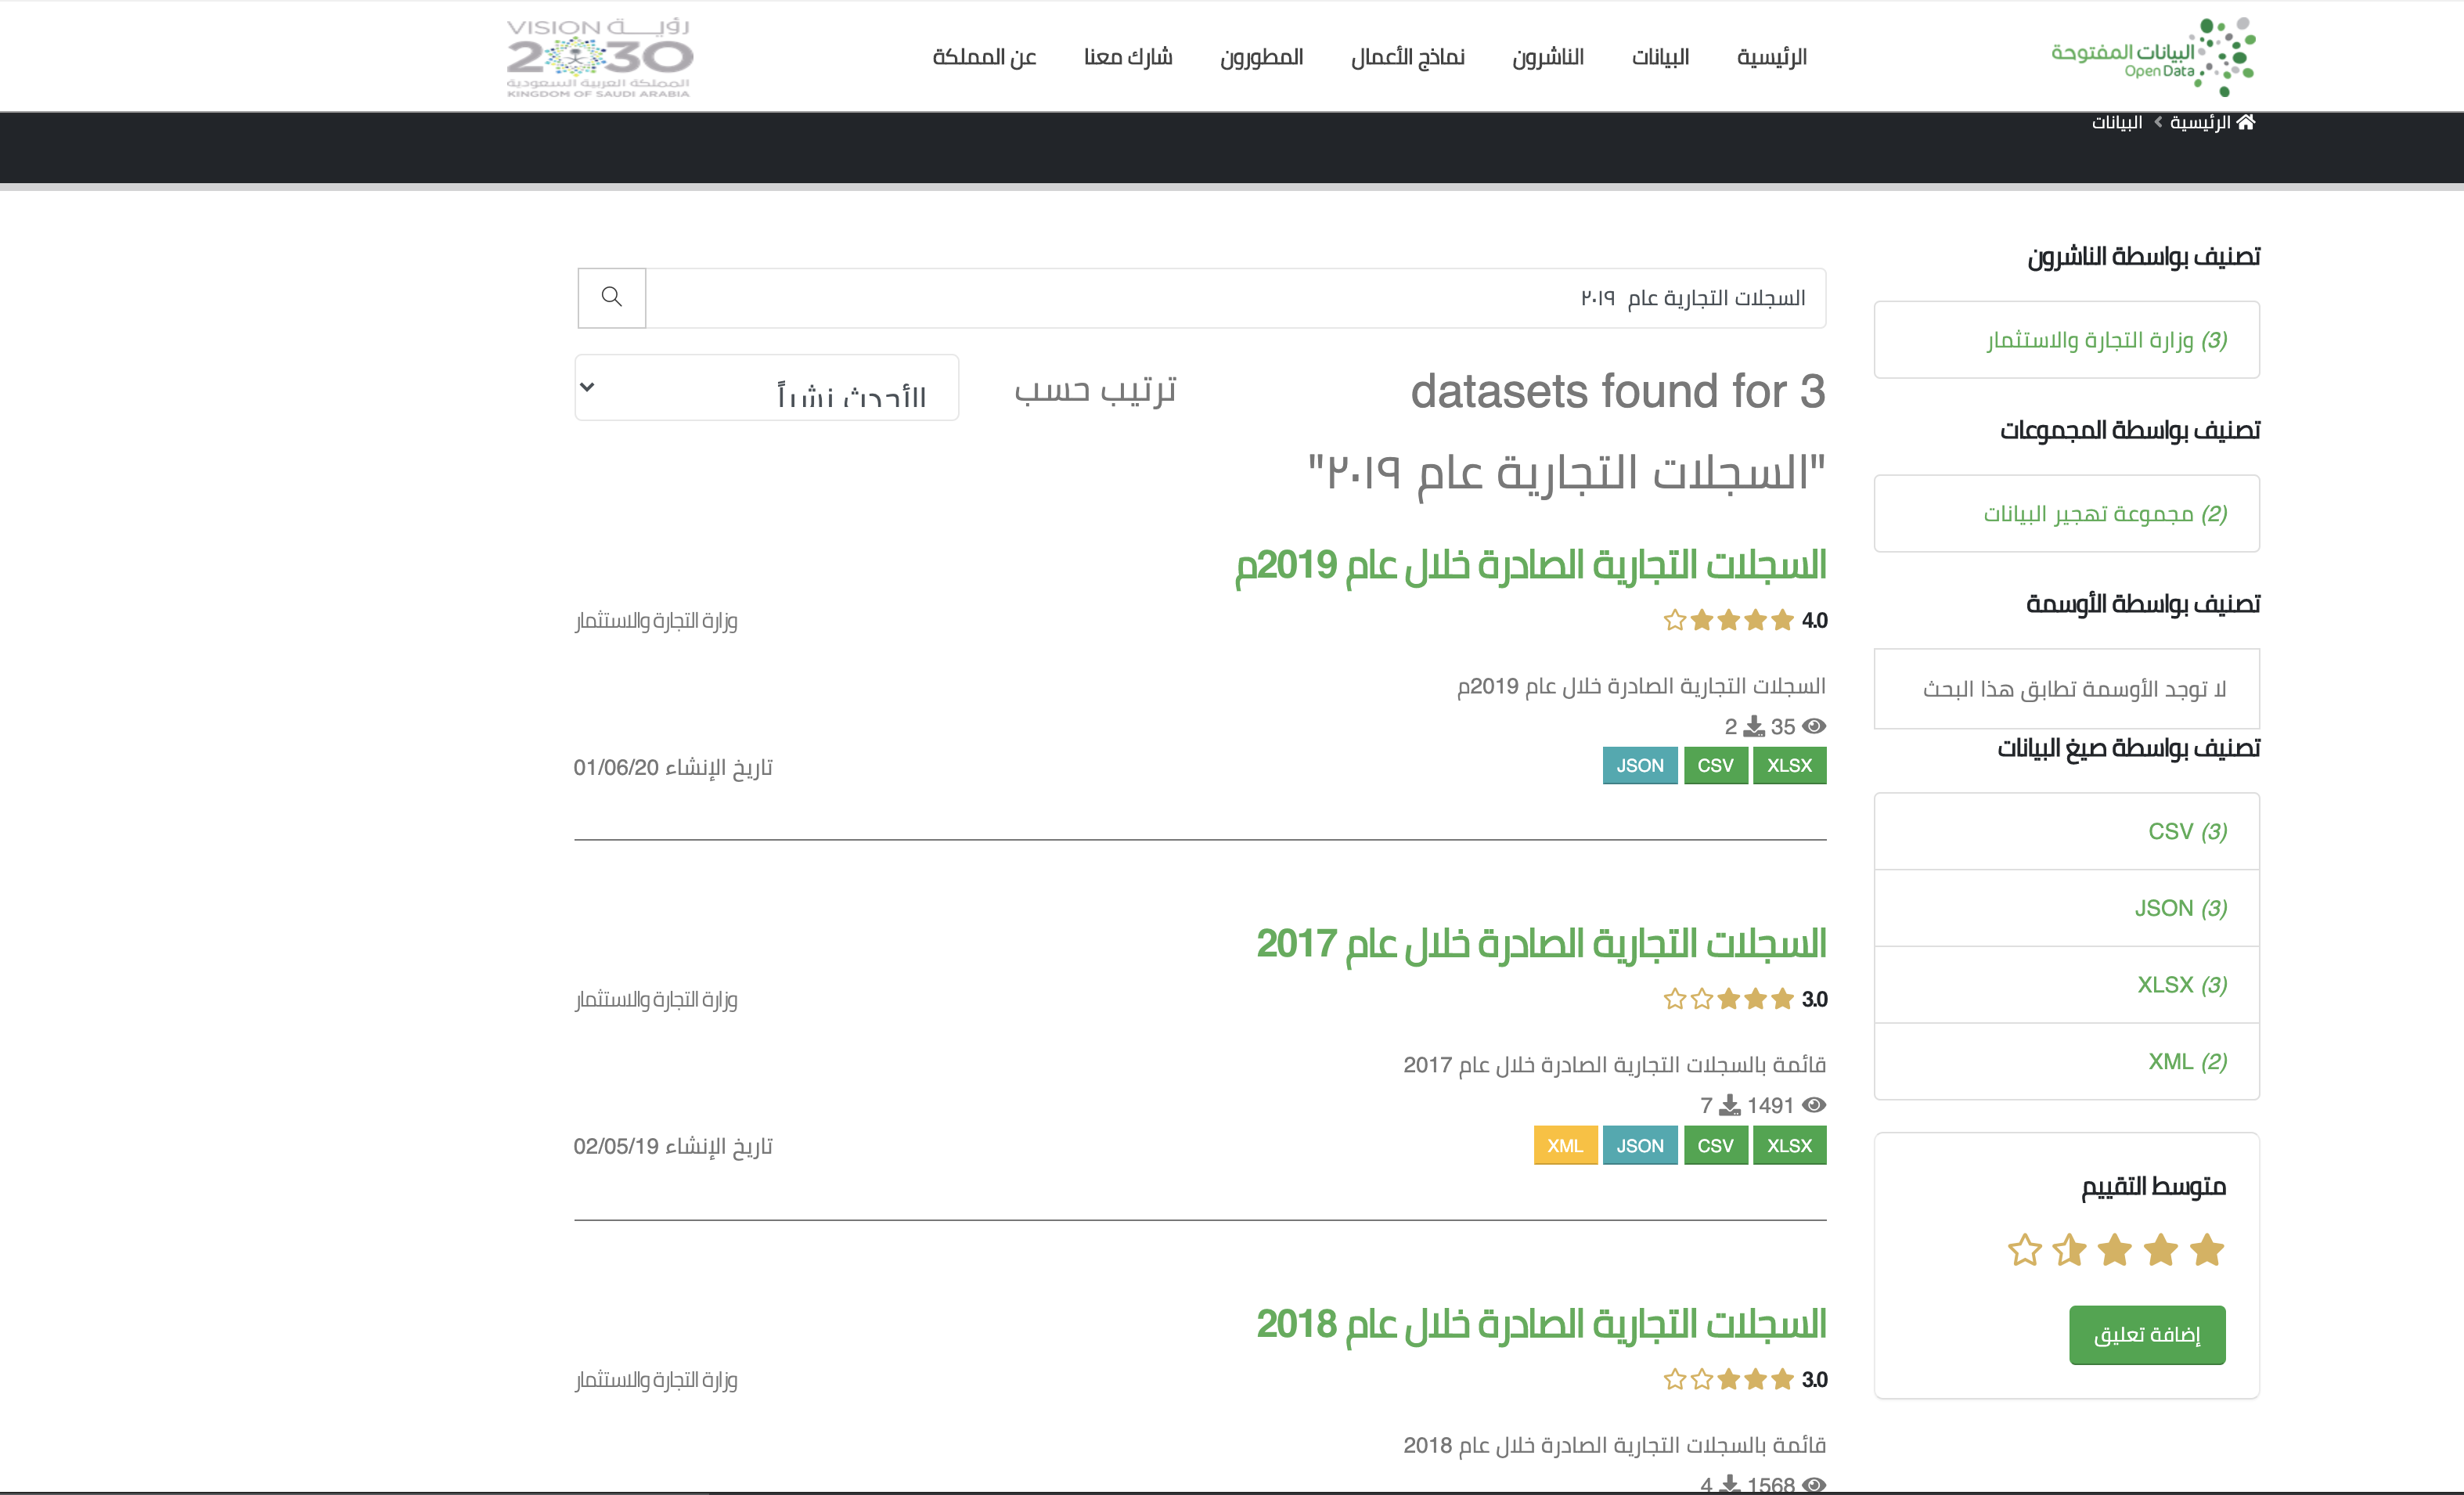 البيانات المفتوحة
Open Data
الرئيسية
البيانات
الناشرون
نماذج الأعمال
المطورون
شارك معنا
عن المملكة
VISION رؤيــــة
2030
المملكة العربية السعودية
KINGDOM OF SAUDI ARABIA
الرئيسية
البيانات
تصنيف بواسطة الناشرون
(3) وزارة التجارة والاستثمار
تصنيف بواسطة المجموعات
(2) مجموعة تهجير البيانات
تصنيف بواسطة الأوسمة
لا توجد الأوسمة تطابق هذا البحث
تصنيف بواسطة صيغ البيانات
CSV (3)
JSON (3)
XLSX (3)
XML (2)
متوسط التقييم
إضافة تعليق
السجلات التجارية عام ٢٠١٩
datasets found for 3
"السجلات التجارية عام ٢٠١٩"
ترتيب حسب
الأحدث نشراً
السجلات التجارية الصادرة خلال عام 2019م
4.0
وزارة التجارة والاستثمار
السجلات التجارية الصادرة خلال عام 2019م
35 2
XLSX CSV JSON
تاريخ الإنشاء 01/06/20
السجلات التجارية الصادرة خلال عام 2017
3.0
وزارة التجارة والاستثمار
قائمة بالسجلات التجارية الصادرة خلال عام 2017
1491 7
XLSX CSV JSON XML
تاريخ الإنشاء 02/05/19
السجلات التجارية الصادرة خلال عام 2018
3.0
وزارة التجارة والاستثمار
قائمة بالسجلات التجارية الصادرة خلال عام 2018
1568 4